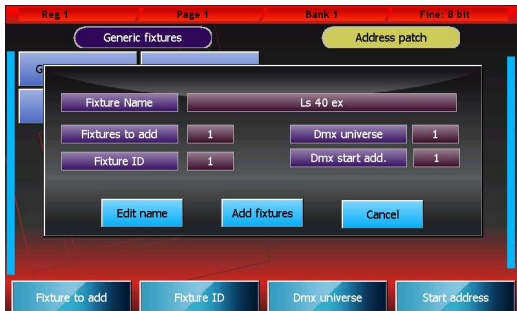 Reg 1 Page 1 Bank 1 Fine: 8 bit
Generic fixtures Address patch
G
Fixture Name Ls 40 ex
Fixtures to add 1 Dmx universe 1
Fixture ID 1 Dmx start add. 1
Edit name Add fixtures Cancel
Fixture to add Fixture ID Dmx universe Start address